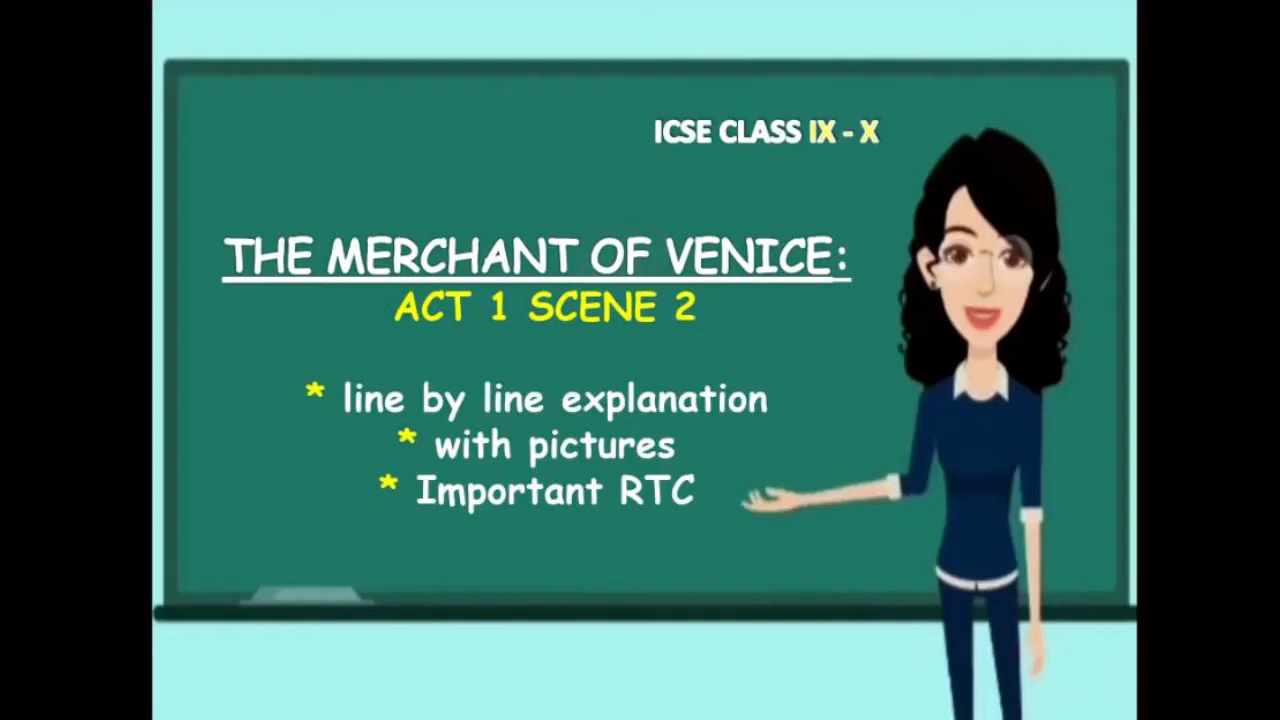 ICSE CLASS IX - X
THE MERCHANT OF VENICE:
ACT 1 SCENE 2
* line by line explanation
* with pictures
* Important RTC